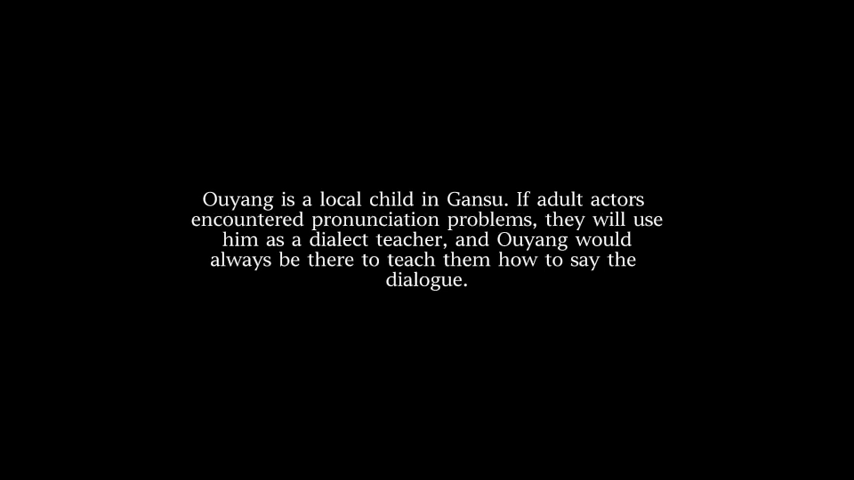 Ouyang is a local child in Gansu. If adult actors
encountered pronunciation problems, they will use
him as a dialect teacher, and Ouyang would
always be there to teach them how to say the
dialogue.